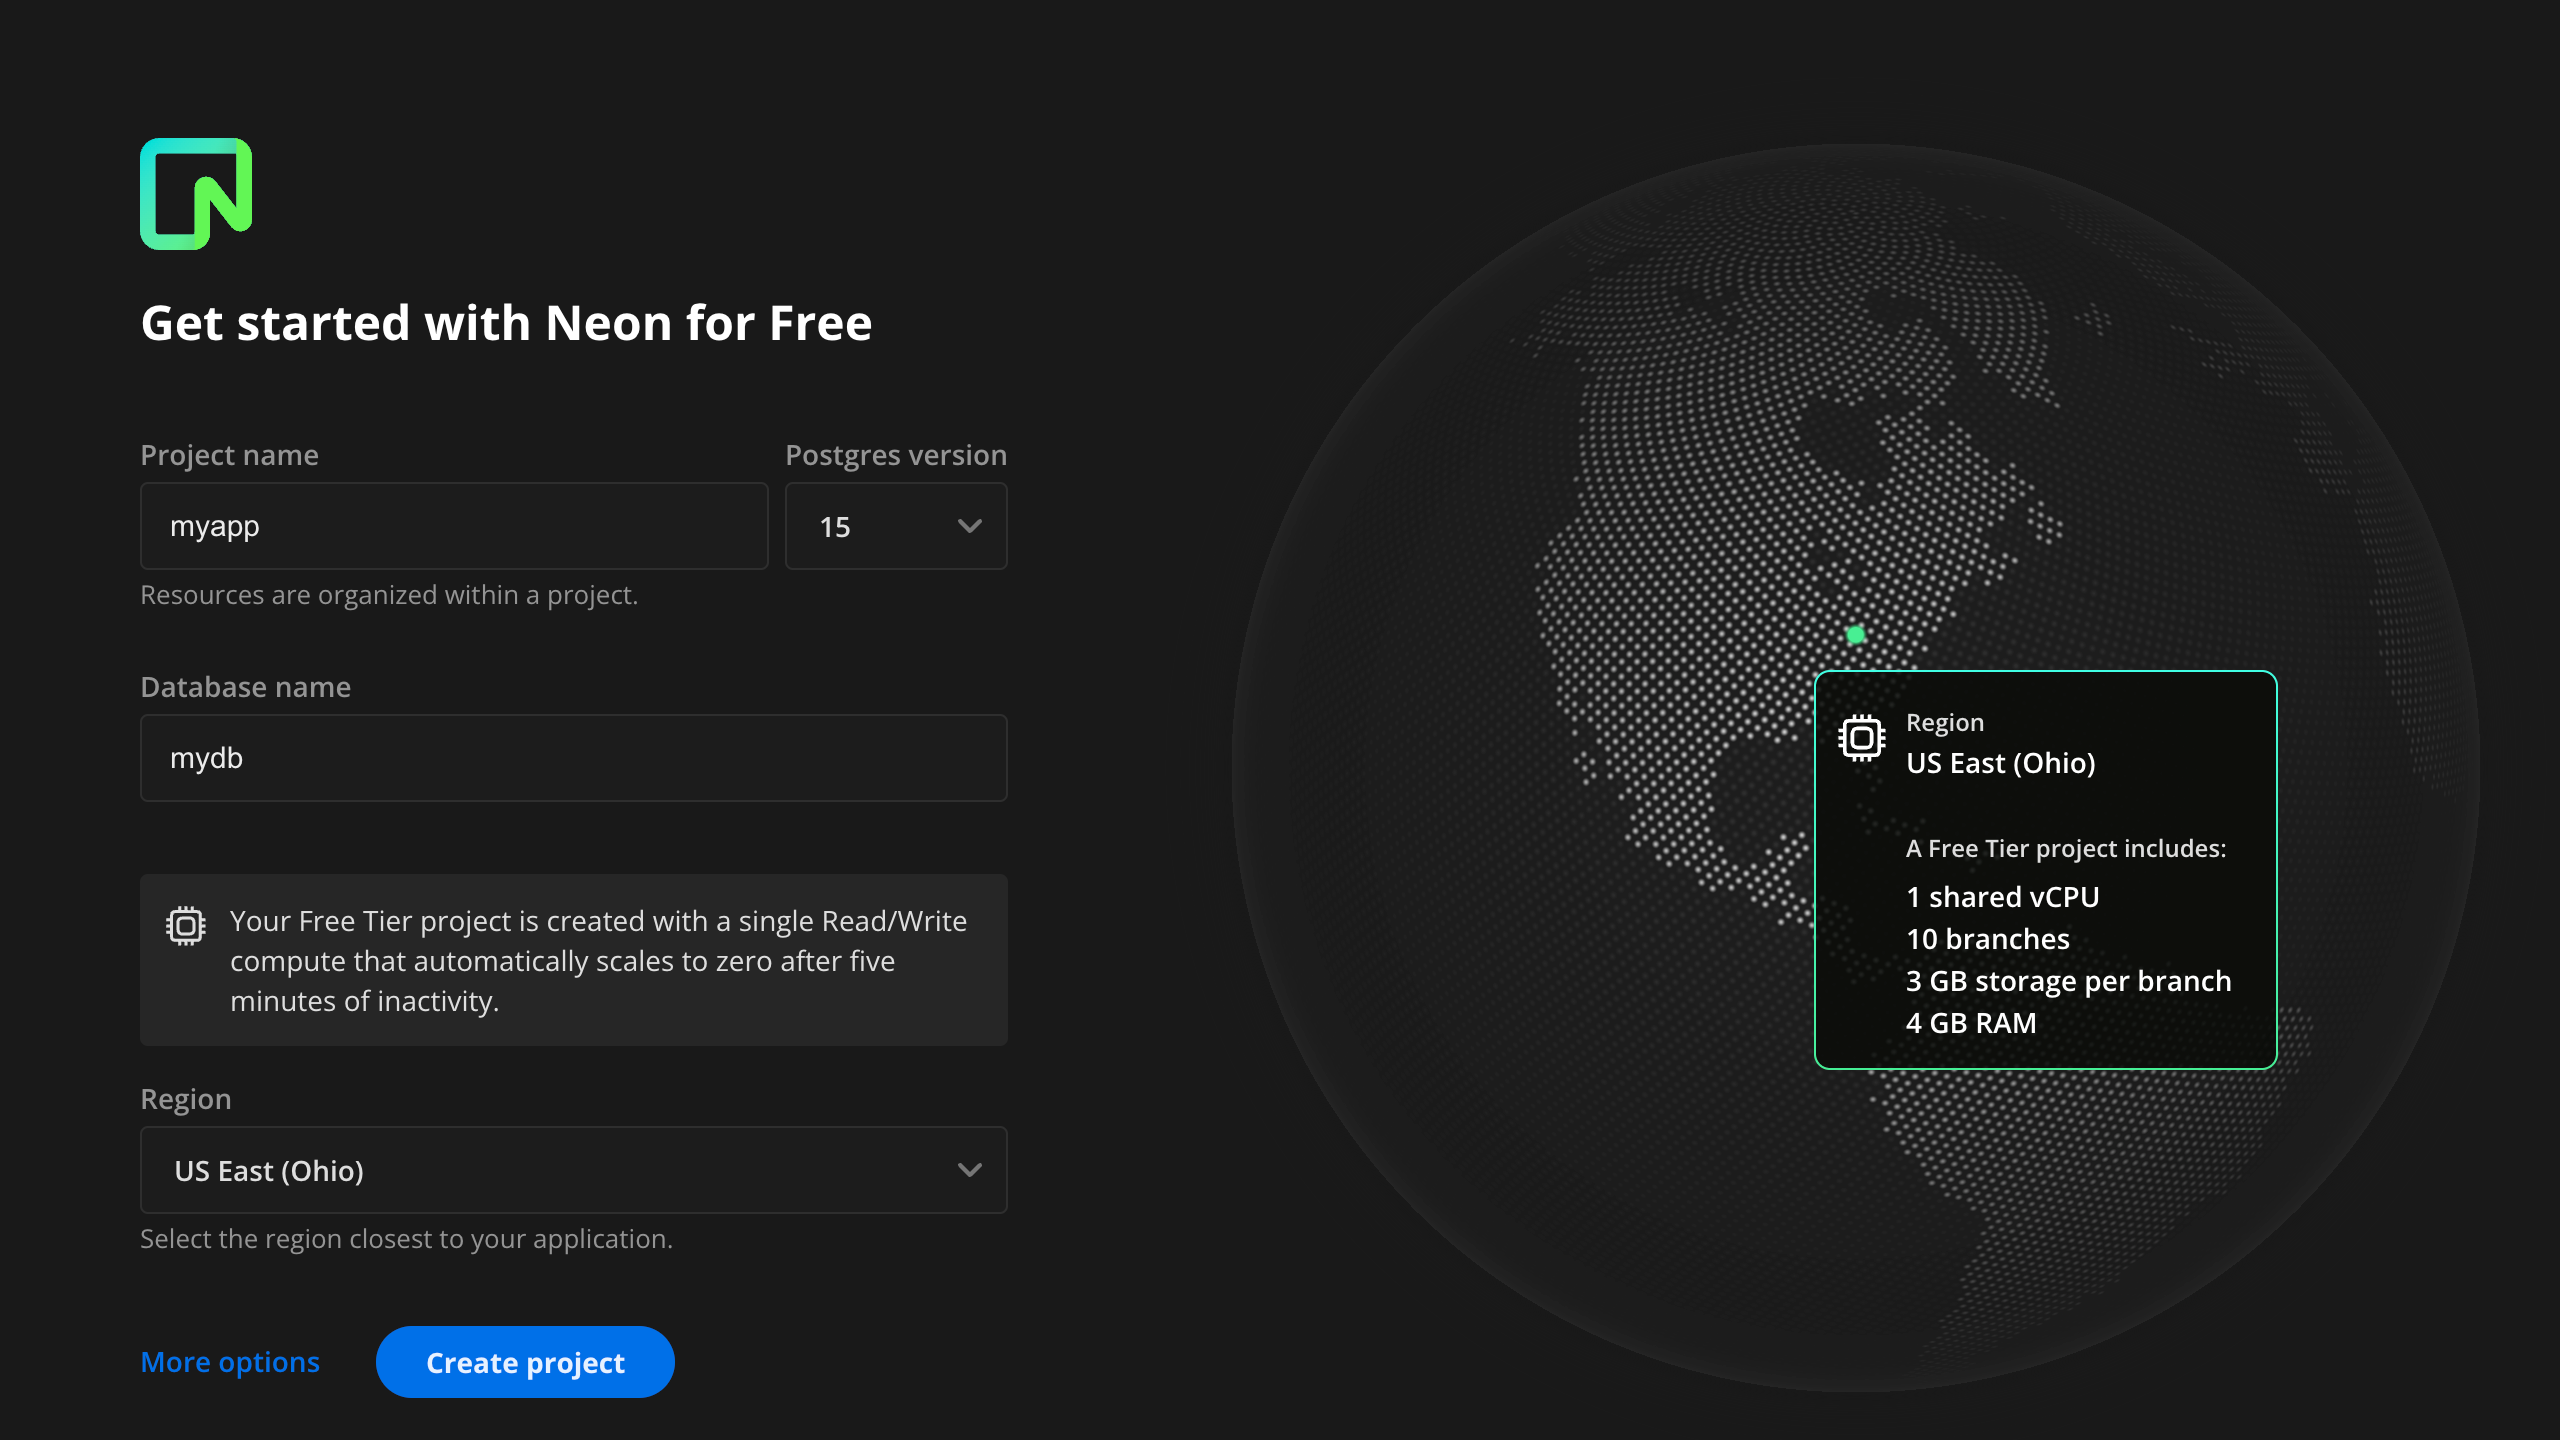 Get started with Neon for Free
Project name
Postgres version
myapp
15
Resources are organized within a project.
Database name
mydb
Your Free Tier project is created with a single Read/Write
compute that automatically scales to zero after five
minutes of inactivity.
Region
US East (Ohio)
Select the region closest to your application.
More options
Create project
Region
US East (Ohio)
A Free Tier project includes:
1 shared vCPU
10 branches
3 GB storage per branch
4 GB RAM